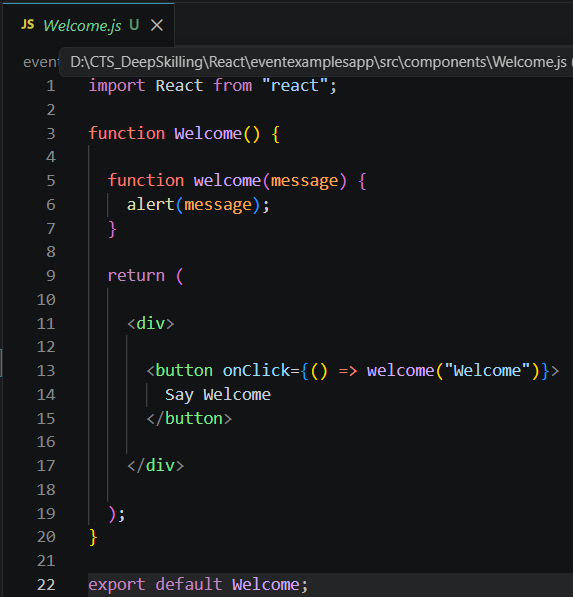 JS Welcome.js U ×
event
D:\CTS_DeepSkilling\React\eventexamplesapp\src\components\Welcome.js (
1 import React from "react";
2
3 function Welcome() {
4
5 function welcome(message) {
6 alert(message);
7 }
8
9 return (
10
11 <div>
12
13 <button onClick={() => welcome("Welcome")}>
14 Say Welcome
15 </button>
16
17 </div>
18
19 );
20 }
21
22 export default Welcome;